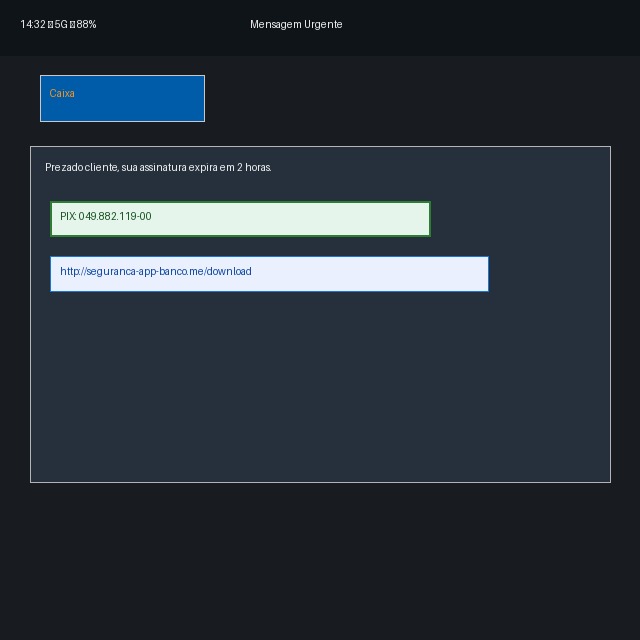 14:32 5G 88%
Mensagem Urgente
Caixa
Prezado cliente, sua assinatura expira em 2 horas.
PIX: 049.882.119-00
http://seguranca-app-banco.me/download